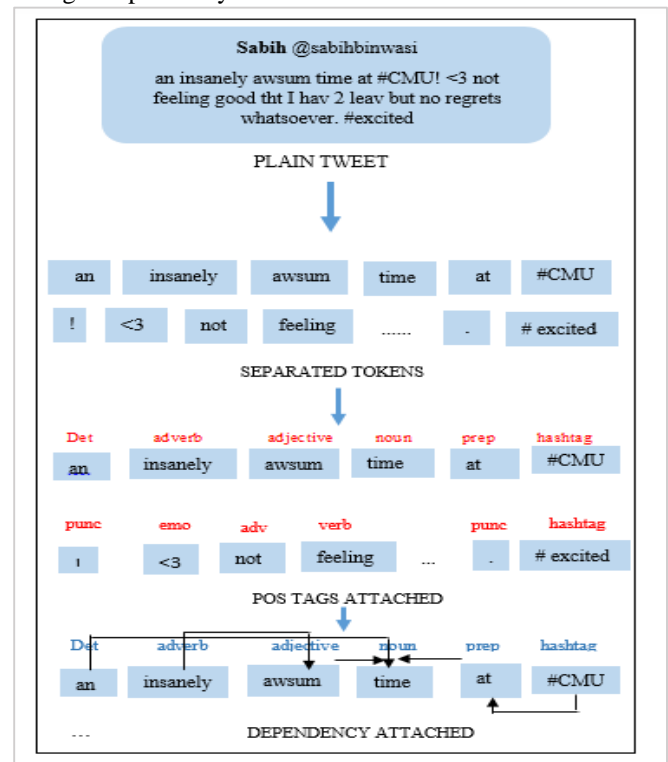 Sabih @sabihbinwasi
an insanely awsum time at #CMU! <3 not
feeling good tht I hav 2 leav but no regrets
whatsoever. #excited
PLAIN TWEET
an insanely awsum time at #CMU
! <3 not feeling ...... . # excited
SEPARATED TOKENS
Det adverb adjective noun prep hashtag
an insanely awsum time at #CMU
punc emo adv verb punc hashtag
! <3 not feeling ... . # excited
POS TAGS ATTACHED
Det adverb adjective noun prep hashtag
an insanely awsum time at #CMU
... DEPENDENCY ATTACHED